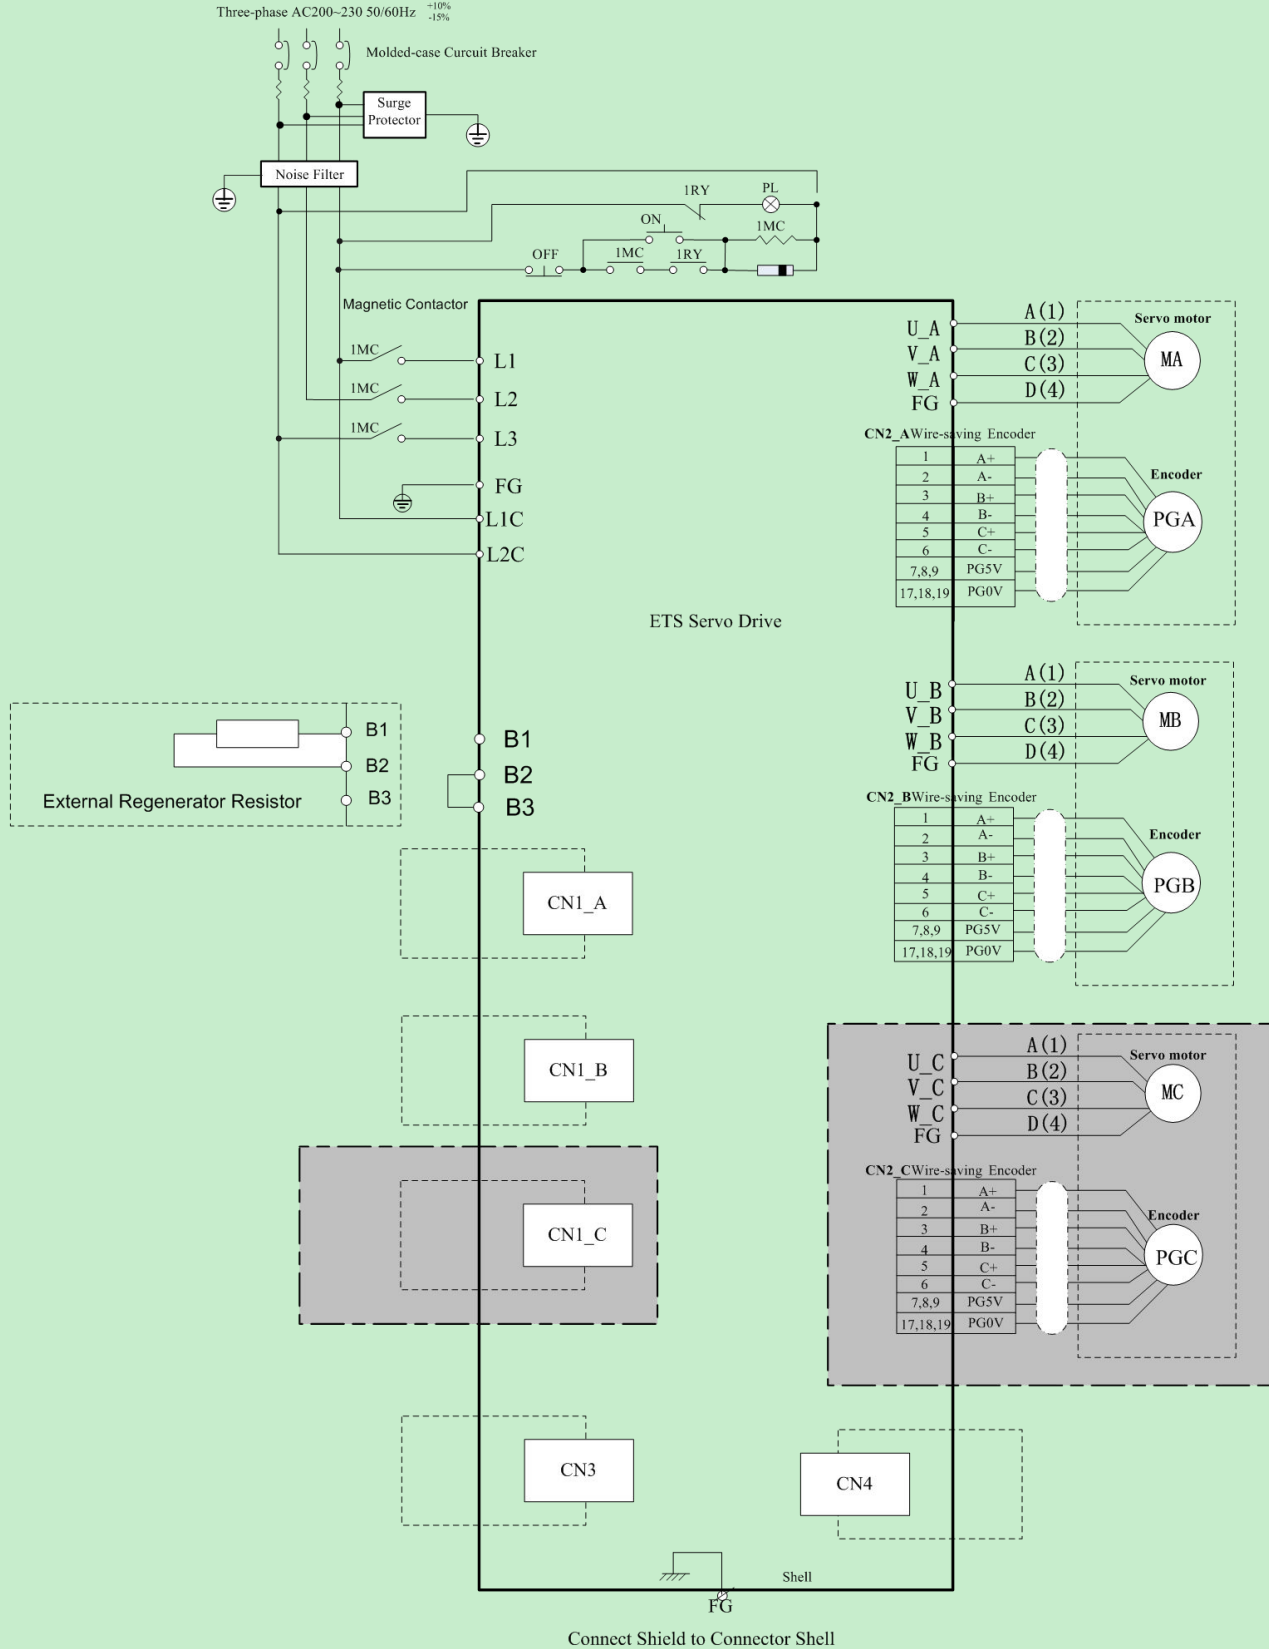 Three-phase AC200~230 50/60Hz +10%
-15%
Molded-case Curcuit Breaker
Surge
Protector
Noise Filter
1RY
PL
ON
1MC
OFF
1MC
1RY
Magnetic Contactor
1MC
L1
1MC
L2
1MC
L3
FG
L1C
L2C
U_A
V_A
W_A
FG
A(1)
B(2)
C(3)
D(4)
Servo motor
MA
CN2_AWire-saving Encoder
1 A+
2 A-
3 B+
4 B-
5 C+
6 C-
7,8,9 PG5V
17,18,19 PG0V
Encoder
PGA
ETS Servo Drive
U_B
V_B
W_B
FG
A(1)
B(2)
C(3)
D(4)
Servo motor
MB
B1
B2
B3
External Regenerator Resistor
B1
B2
B3
CN2_BWire-saving Encoder
1 A+
2 A-
3 B+
4 B-
5 C+
6 C-
7,8,9 PG5V
17,18,19 PG0V
Encoder
PGB
CN1_A
CN1_B
CN1_C
U_C
V_C
W_C
FG
A(1)
B(2)
C(3)
D(4)
Servo motor
MC
CN2_CWire-saving Encoder
1 A+
2 A-
3 B+
4 B-
5 C+
6 C-
7,8,9 PG5V
17,18,19 PG0V
Encoder
PGC
CN3
CN4
Shell
FG
Connect Shield to Connector Shell